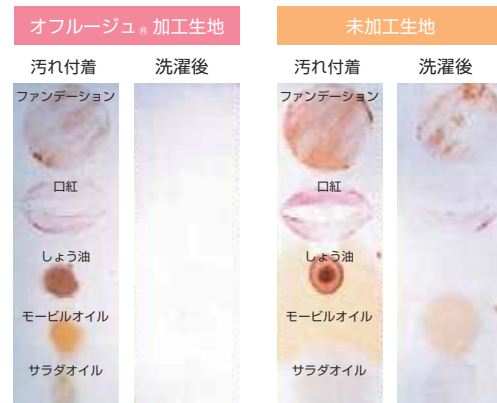 オフルージュ® 加工生地
汚れ付着
洗濯後
ファンデーション
口紅
しょう油
モービルオイル
サラダオイル
未加工生地
汚れ付着
洗濯後
ファンデーション
口紅
しょう油
モービルオイル
サラダオイル